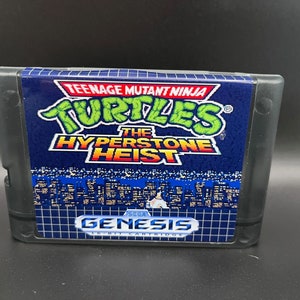 TEENAGE MUTANT NINJA
TURTLES®
THE
HYPERSTONE
HEIST
SEGA
GENESIS